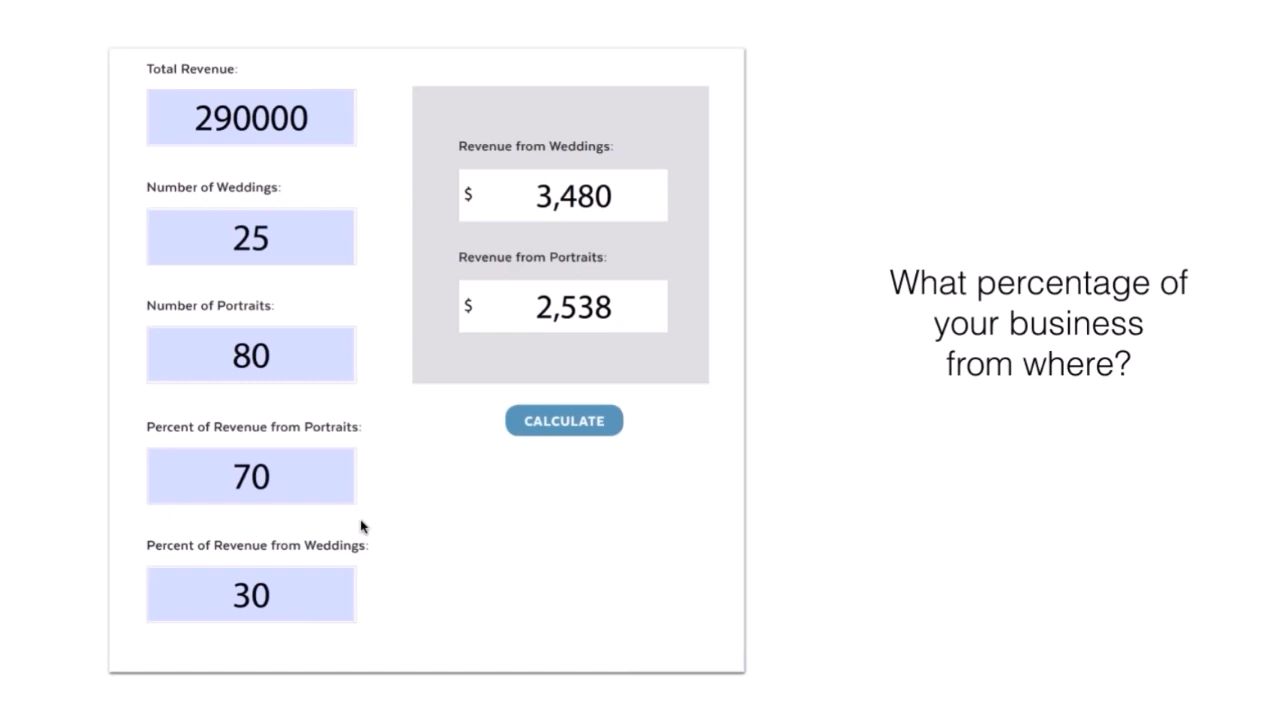 Total Revenue:
290000
Number of Weddings:
25
Number of Portraits:
80
Percent of Revenue from Portraits:
70
Percent of Revenue from Weddings:
30
Revenue from Weddings:
$ 3,480
Revenue from Portraits:
$ 2,538
CALCULATE
What percentage of
your business
from where?